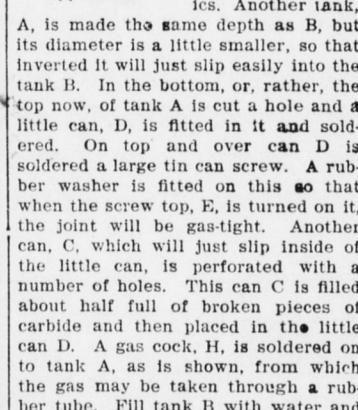 ics. Another tank,
A, is made the same depth as B, but
its diameter is a little smaller, so that
inverted it will just slip easily into the
tank B. In the bottom, or, rather, the
top now, of tank A is cut a hole and a
little can, D, is fitted in it and sold-
ered. On top and over can D is
soldered a large tin can screw. A rub-
ber washer is fitted on this so that
when the screw top, E, is turned on it,
the joint will be gas-tight. Another
can, C, which will just slip inside of
the little can, is perforated with a
number of holes. This can C is filled
about half full of broken pieces of
carbide and then placed in the little
can D. A gas cock, H, is soldered on
to tank A, as is shown, from which
the gas may be taken through a rub-
ber tube. Fill tank B with water and